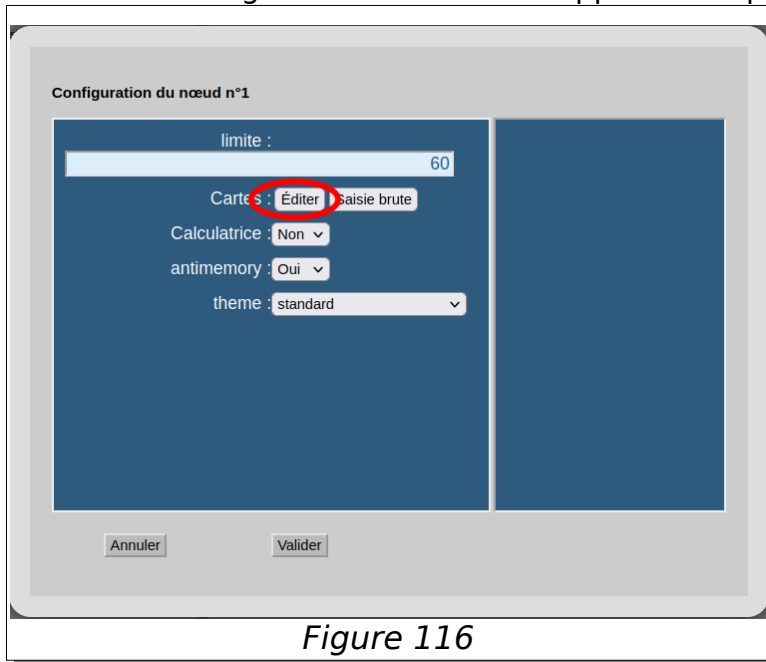 Configuration du nœud n°1
limite :
60
Cartes : Éditer Saisie brute
Calculatrice : Non
antimemory : Oui
theme : standard
Annuler Valider
Figure 116